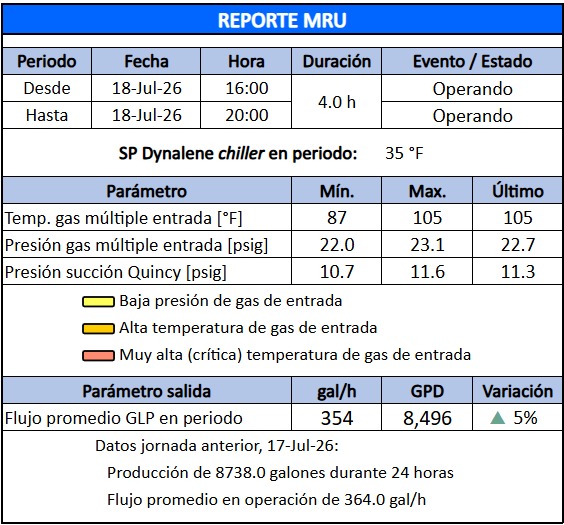 REPORTE MRU
Periodo Fecha Hora Duración Evento / Estado
Desde 18-Jul-26 16:00 4.0 h Operando
Hasta 18-Jul-26 20:00 Operando
SP Dynalene chiller en periodo: 35 °F
Parámetro Mín. Max. Último
Temp. gas múltiple entrada [°F] 87 105 105
Presión gas múltiple entrada [psig] 22.0 23.1 22.7
Presión succión Quincy [psig] 10.7 11.6 11.3
Baja presión de gas de entrada
Alta temperatura de gas de entrada
Muy alta (crítica) temperatura de gas de entrada
Parámetro salida gal/h GPD Variación
Flujo promedio GLP en periodo 354 8,496 ▲ 5%
Datos jornada anterior, 17-Jul-26:
Producción de 8738.0 galones durante 24 horas
Flujo promedio en operación de 364.0 gal/h